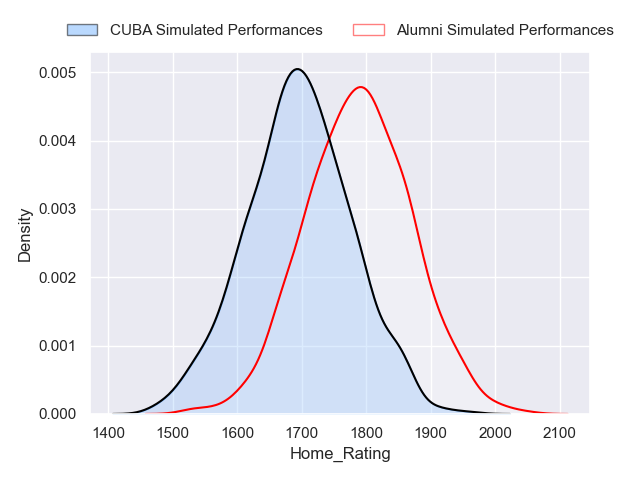 CUBA Simulated Performances Alumni Simulated Performances
0.005
0.004
0.003
0.002
0.001
0.000
Density
1400 1500 1600 1700 1800 1900 2000 2100
Home_Rating